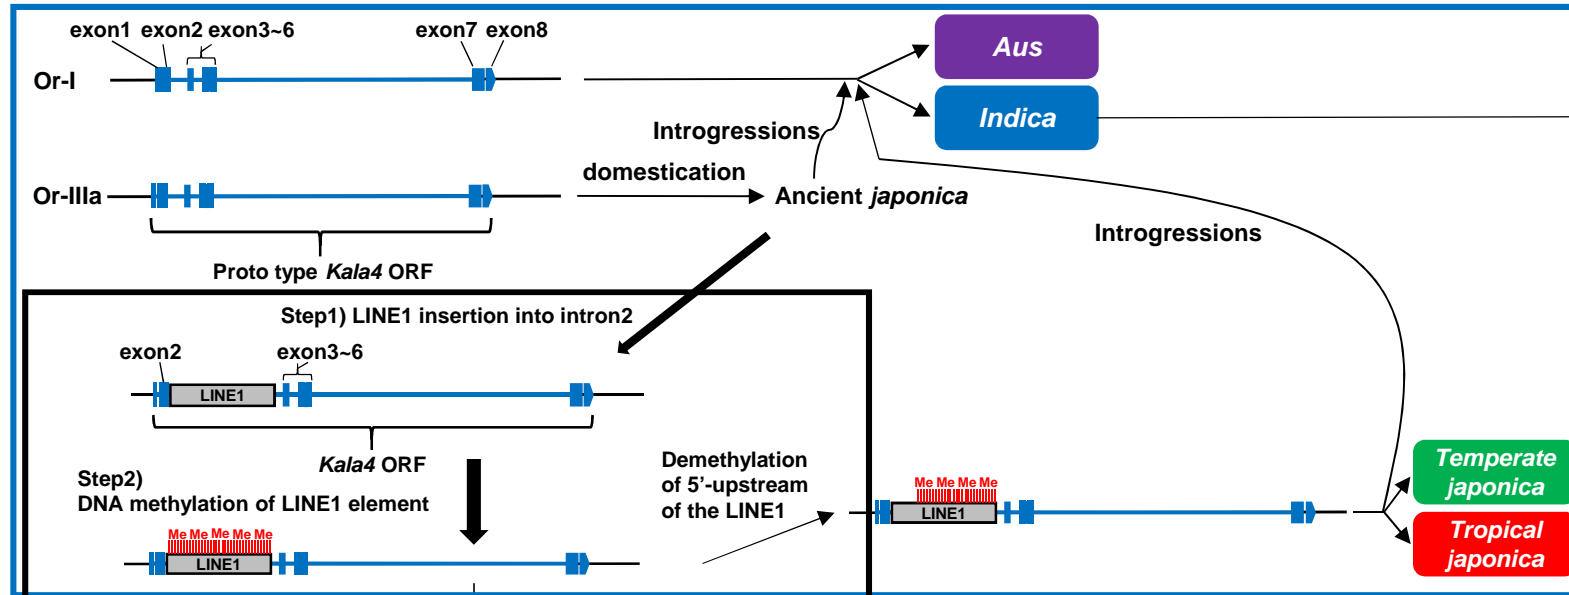 exon1 exon2 exon3~6 exon7 exon8
Or-I
Aus
Indica
Introgressions
domestication
Or-IIIa
Ancient japonica
Introgressions
Proto type Kala4 ORF
Step1) LINE1 insertion into intron2
exon2 exon3~6
LINE1
Kala4 ORF
Step2)
DNA methylation of LINE1 element
Me Me Me Me Me
LINE1
Demethylation
of 5’-upstream
of the LINE1
Me Me Me Me
LINE1
Temperate
japonica
Tropical
japonica